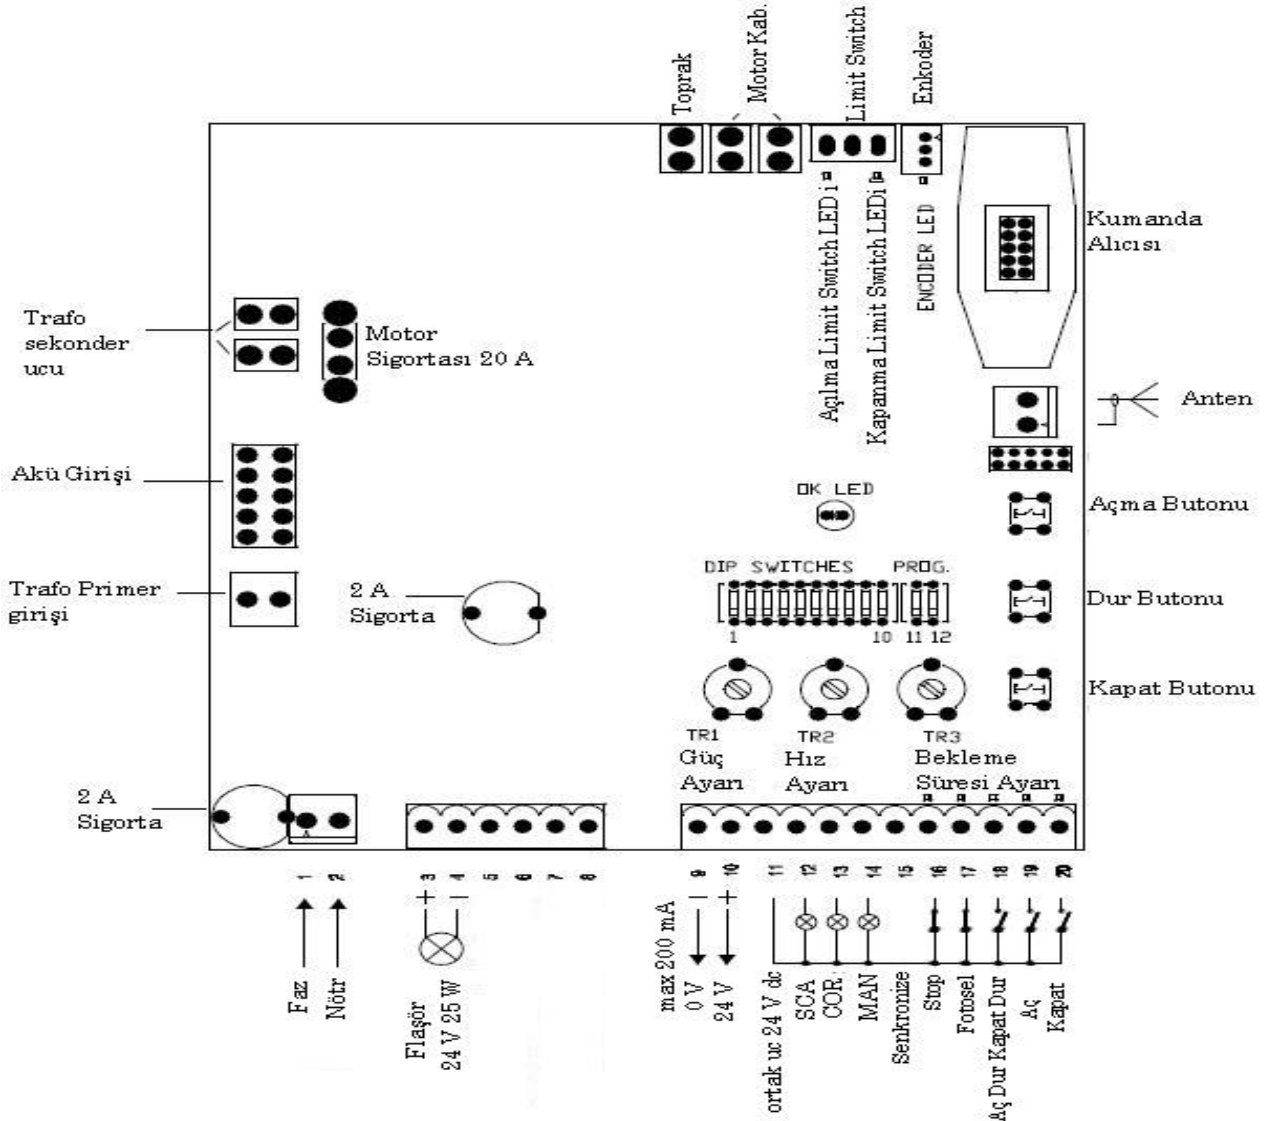 Toprak
Motor Kab.
Limit Switch
Enkoder
Açılma Limit Switch LEDi
Kapanma Limit Switch LEDi
ENCODER LED
Kumanda
Alıcısı
Trafo
sekonder
ucu
Motor
Sigortası 20 A
Anten
Akü Girişi
OK LED
Açma Butonu
DIP SWITCHES
PROG.
1
10
11
12
Trafo Primer
girişi
2 A
Sigorta
Dur Butonu
Kapat Butonu
TR1
Güç
Ayarı
TR2
Hız
Ayarı
TR3
Bekleme
Süresi Ayarı
2 A
Sigorta
1
2
3
4
5
6
7
8
9
10
11
12
13
14
15
16
17
18
19
20
+
−
−
+
Faz
Nötr
Flaşör
24 V 25 W
max 200 mA
0 V
24 V
ortak uc 24 V dc
SCA
COR.
MAN
Senkronize
Stop
Fotosel
Aç Dur Kapat Dur
Aç
Kapat